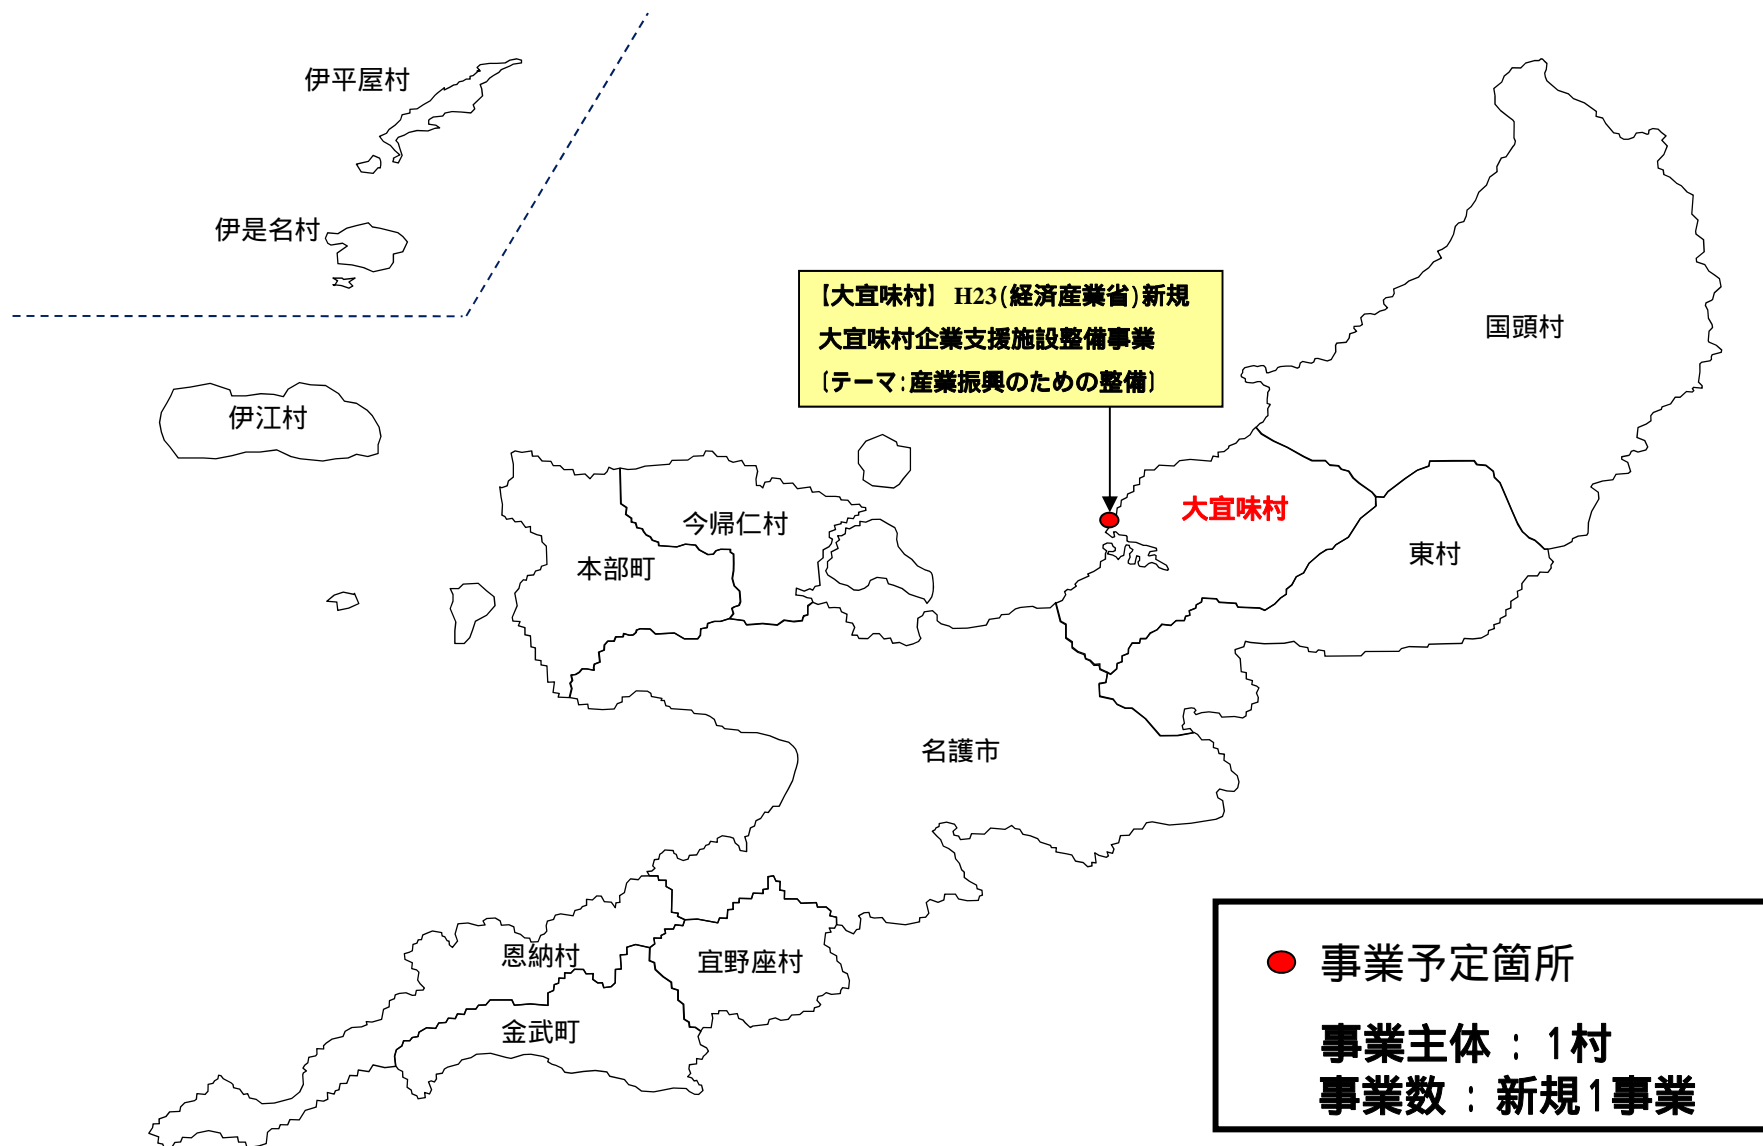 伊平屋村
伊是名村
【大宜味村】 H23(経済産業省)新規
大宜味村企業支援施設整備事業
〔テーマ:産業振興のための整備〕
国頭村
伊江村
大宜味村
今帰仁村
東村
本部町
名護市
恩納村
宜野座村
金武町
事業予定箇所
事業主体 : 1村
事業数 : 新規1事業